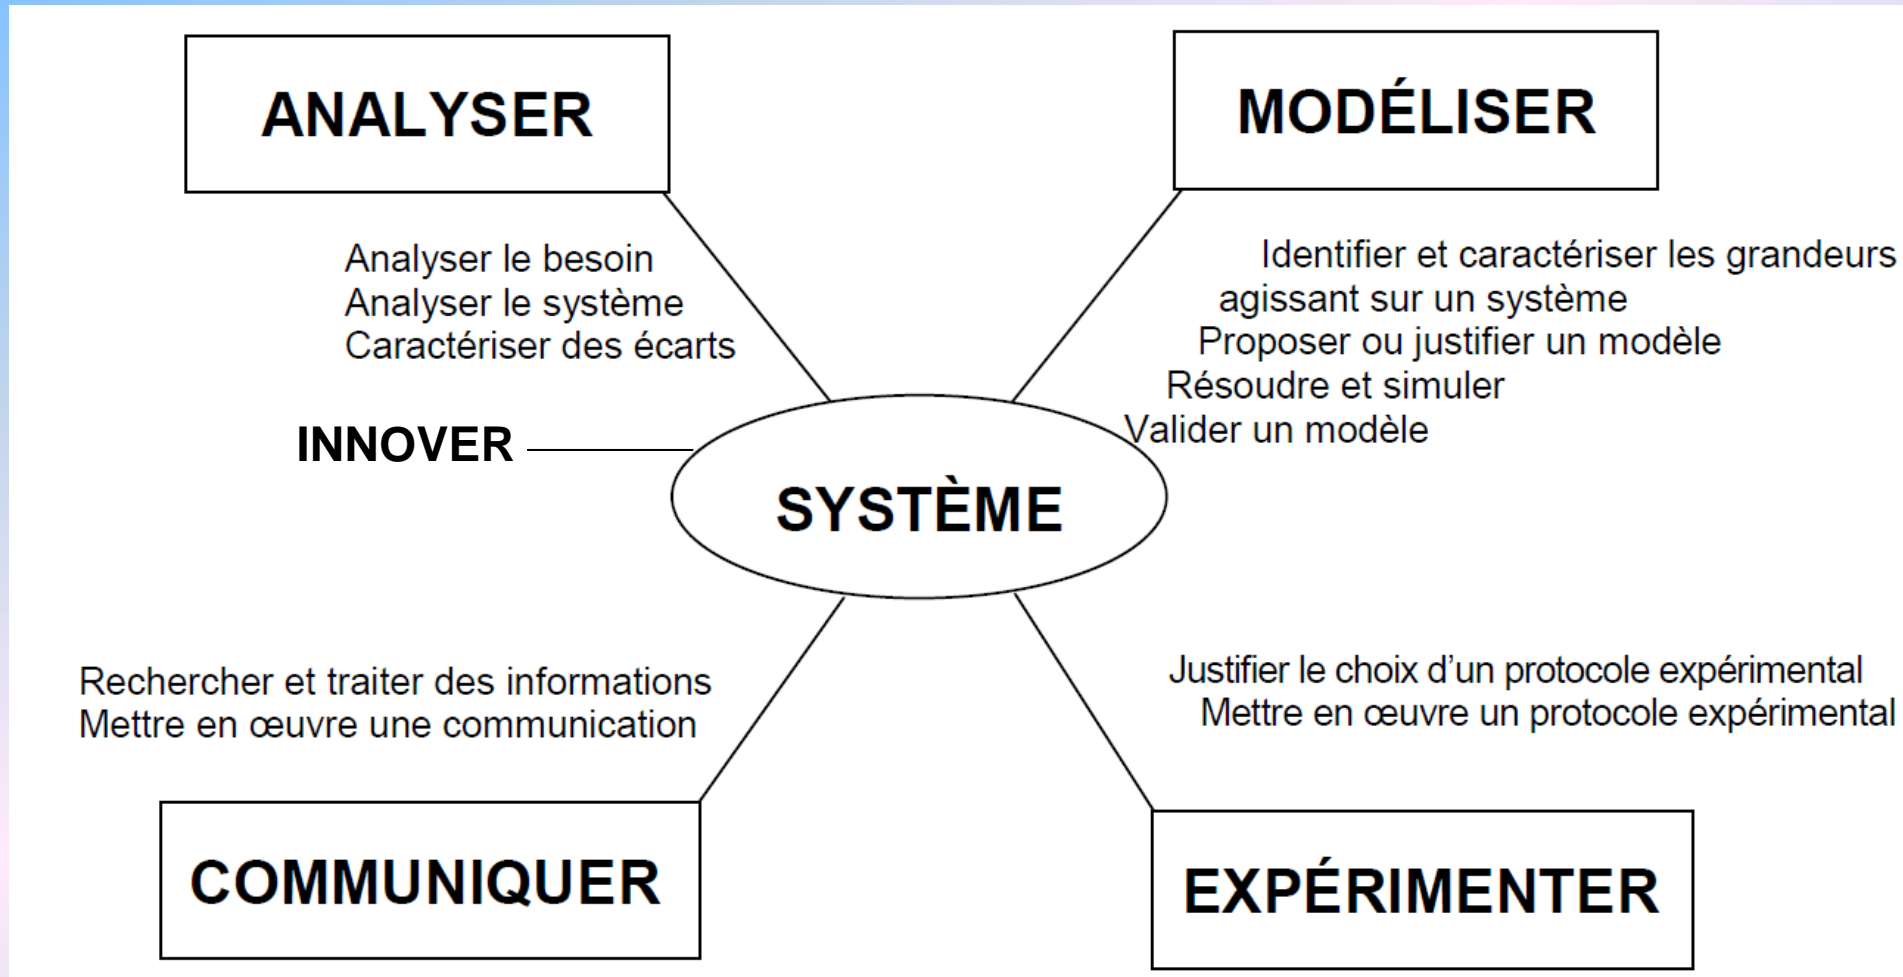 ANALYSER
Analyser le besoin
Analyser le système
Caractériser des écarts
MODÉLISER
Identifier et caractériser les grandeurs
agissant sur un système
Proposer ou justifier un modèle
Résoudre et simuler
Valider un modèle
INNOVER
SYSTÈME
Rechercher et traiter des informations
Mettre en œuvre une communication
COMMUNIQUER
Justifier le choix d’un protocole expérimental
Mettre en œuvre un protocole expérimental
EXPÉRIMENTER